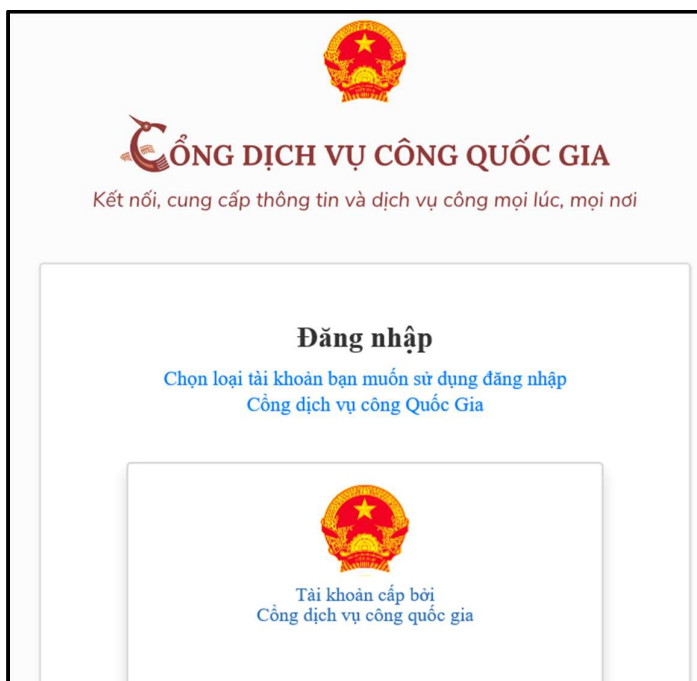 CỔNG DỊCH VỤ CÔNG QUỐC GIA
Kết nối, cung cấp thông tin và dịch vụ công mọi lúc, mọi nơi
Đăng nhập
Chọn loại tài khoản bạn muốn sử dụng đăng nhập
Cổng dịch vụ công Quốc Gia
Tài khoản cấp bởi
Cổng dịch vụ công quốc gia